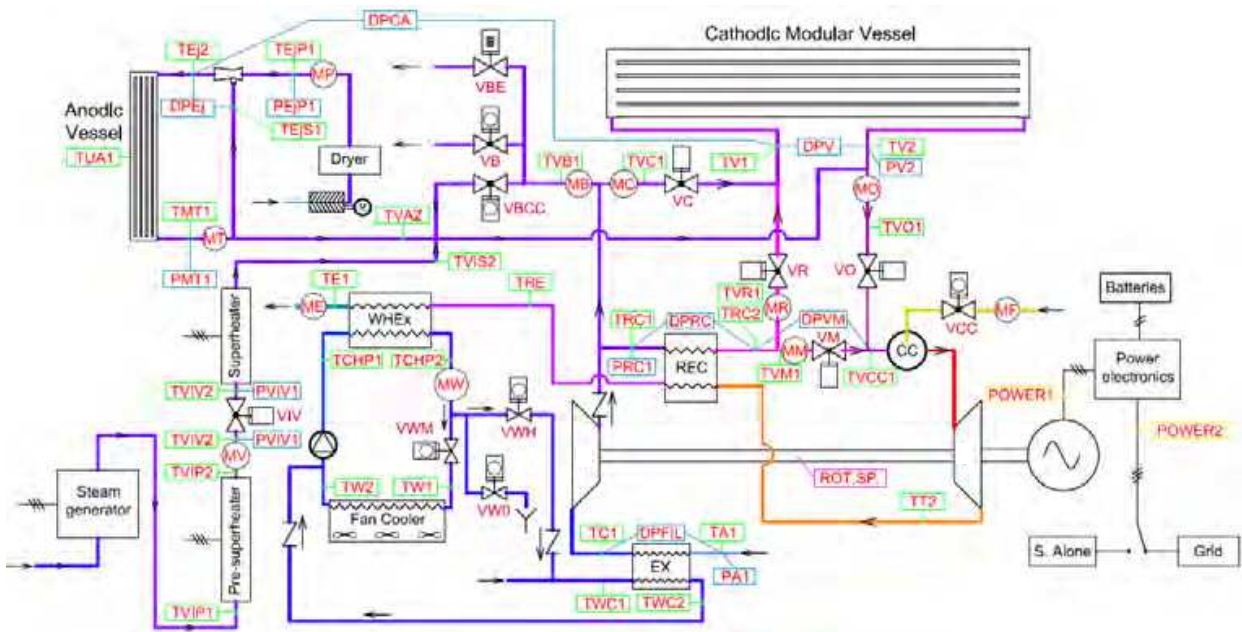 DPCA
Cathodic Modular Vessel
TEj2
TEjP1
MP
VBE
DPEj
PEjP1
TEjS1
Anodic
Vessel
TUA1
Dryer
VB
TVB1
TVC1
TV1
DPV
TV2
PV2
MB
MC
VC
MO
VBCC
TMT1
MT
TVA2
TVO1
PMT1
TVIS2
VR
VO
TE1
TRE
TVR1
TRC2
MR
Batteries
ME
WHEx
VCC
MF
Superheater
TRC1
DPRC
DPVM
VM
Power
electronics
TCHP1
TCHP2
PRC1
REC
MM
CC
TVM1
TVCC1
TVIV2
PVIV1
MW
POWER1
VIV
VWH
TVIV2
PVIV1
VWM
POWER2
MV
TVIP2
ROT.SP.
Steam
generator
TW2
TW1
VW0
TT2
Fan Cooler
Pre-superheater
TC1
DPFIL
TA1
S. Alone
Grid
EX
PA1
TWC1
TWC2
TVIP1